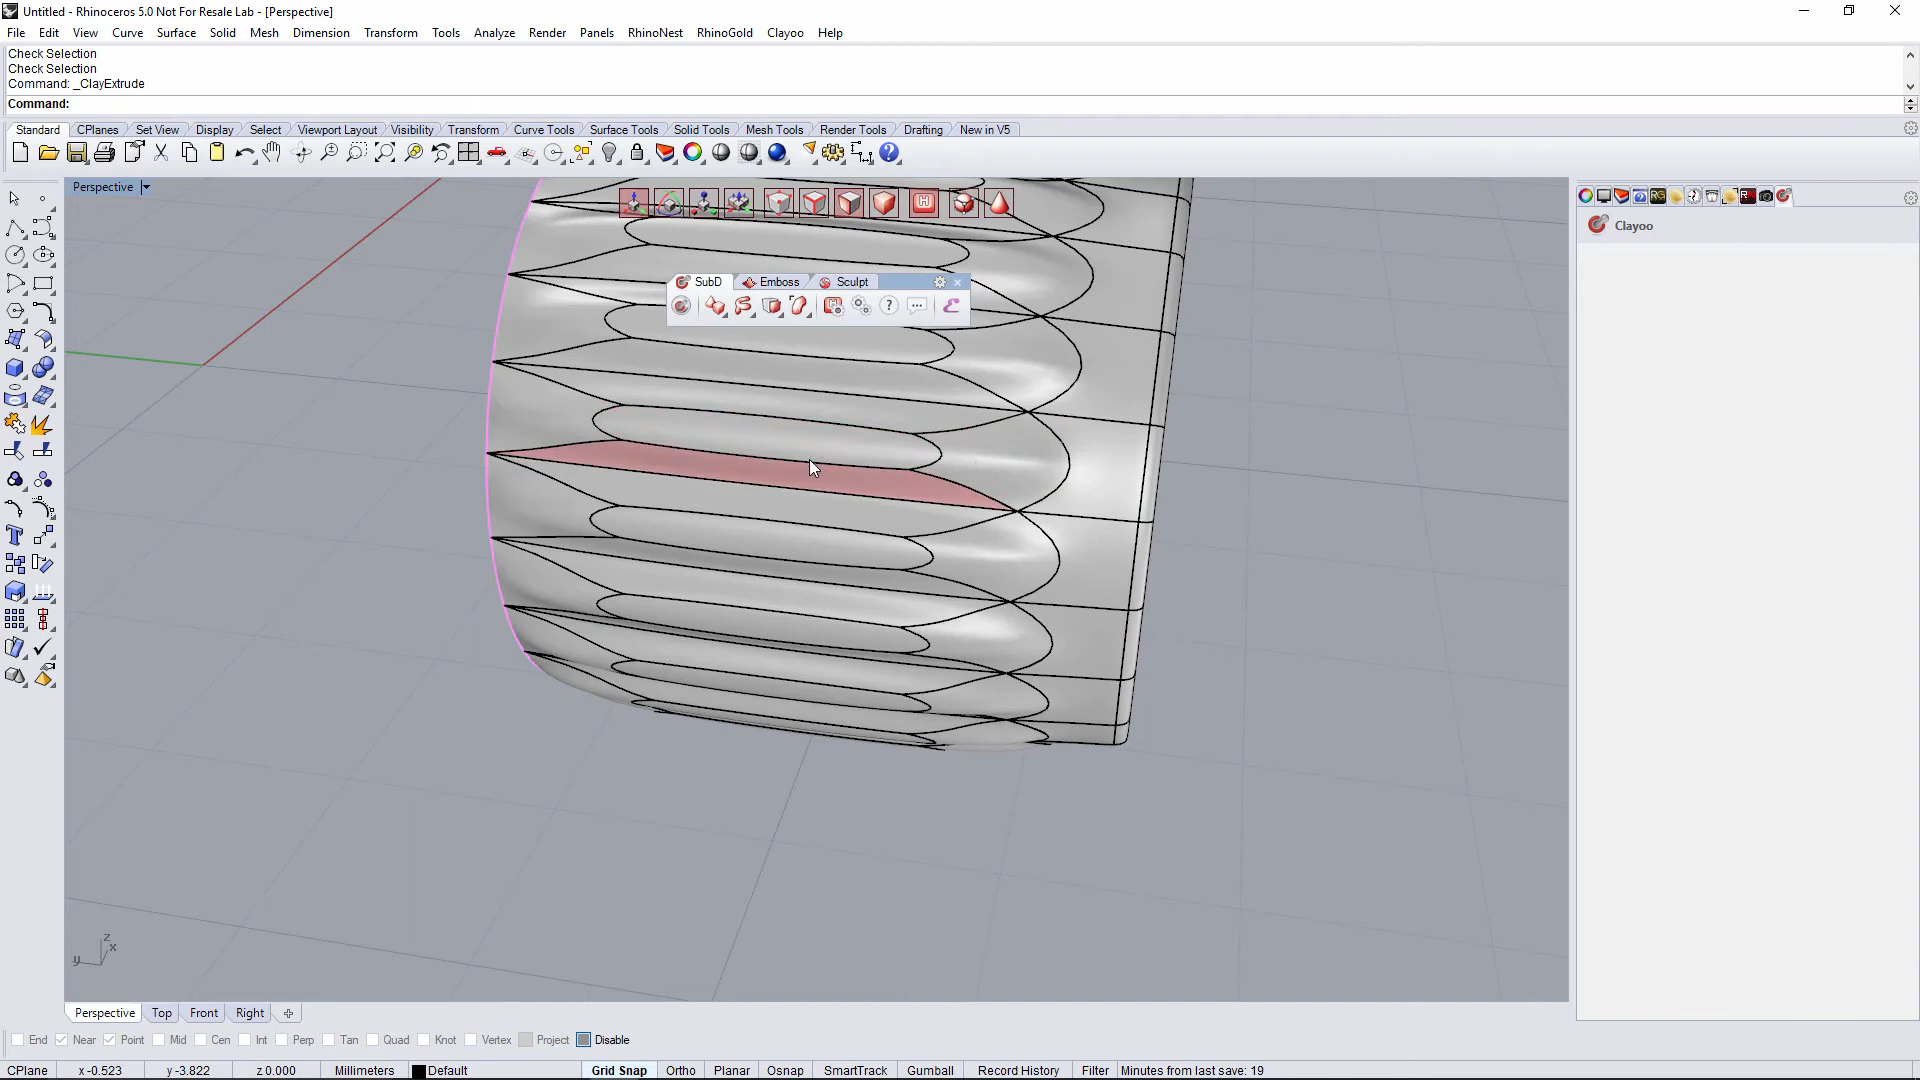 Untitled - Rhinoceros 5.0 Not For Resale Lab - [Perspective]
File Edit View Curve Surface Solid Mesh Dimension Transform Tools Analyze Render Panels RhinoNest RhinoGold Clayoo Help
Check Selection
Check Selection
Command: _ClayExtrude
Command:
Standard CPlanes Set View Display Select Viewport Layout Visibility Transform Curve Tools Surface Tools Solid Tools Mesh Tools Render Tools Drafting New in V5
Perspective
Clayoo
SubD Emboss Sculpt
z
x
y
Perspective Top Front Right
End Near Point Mid Cen Int Perp Tan Quad Knot Vertex Project Disable
CPlane x -0.523 y -3.822 z 0.000 Millimeters Default Grid Snap Ortho Planar Osnap SmartTrack Gumball Record History Filter Minutes from last save: 19